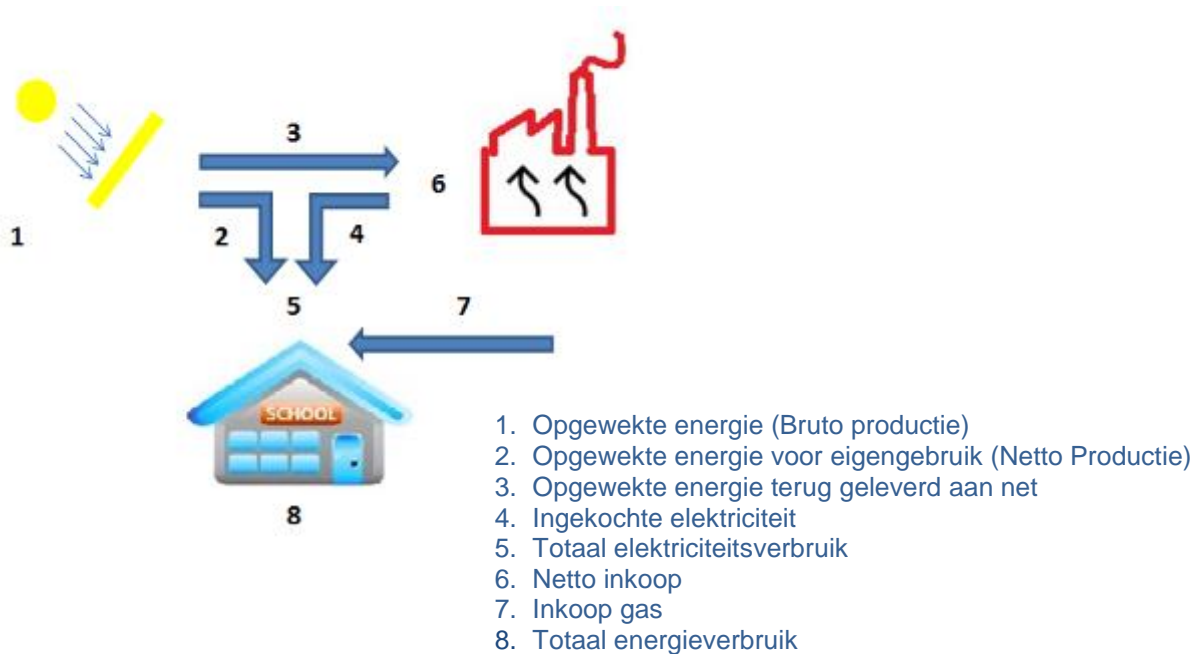 3
6
1
2
4
5
7
SCHOOL
8
1. Opgewekte energie (Bruto productie)
2. Opgewekte energie voor eigengebruik (Netto Productie)
3. Opgewekte energie terug geleverd aan net
4. Ingekochte elektriciteit
5. Totaal elektriciteitsverbruik
6. Netto inkoop
7. Inkoop gas
8. Totaal energieverbruik